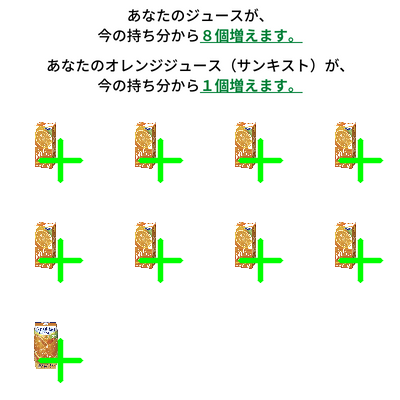 あなたのジュースが、
今の持ち分から８個増えます。
あなたのオレンジジュース（サンキスト）が、
今の持ち分から１個増えます。